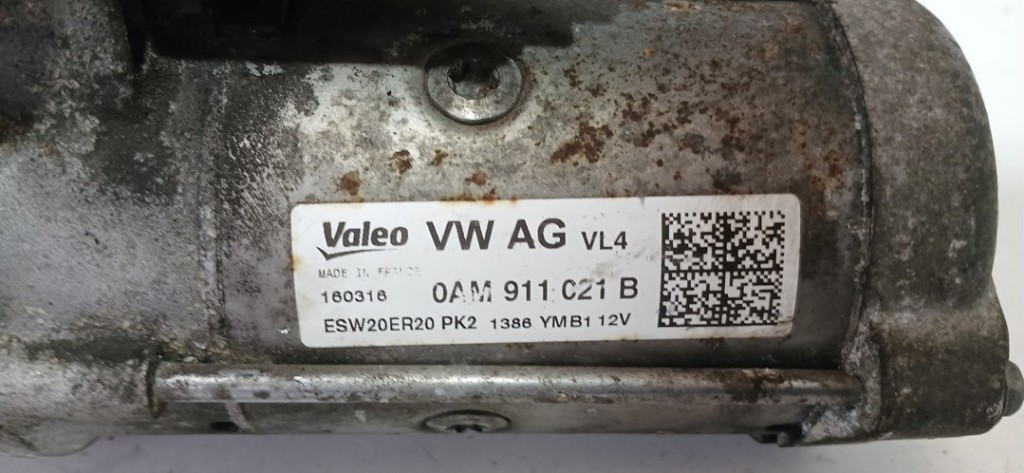 Valeo VW AG VL4
MADE IN FRANCE
160316 0AM 911 021 B
ESW20ER20 PK2 1386 YMB1 12V